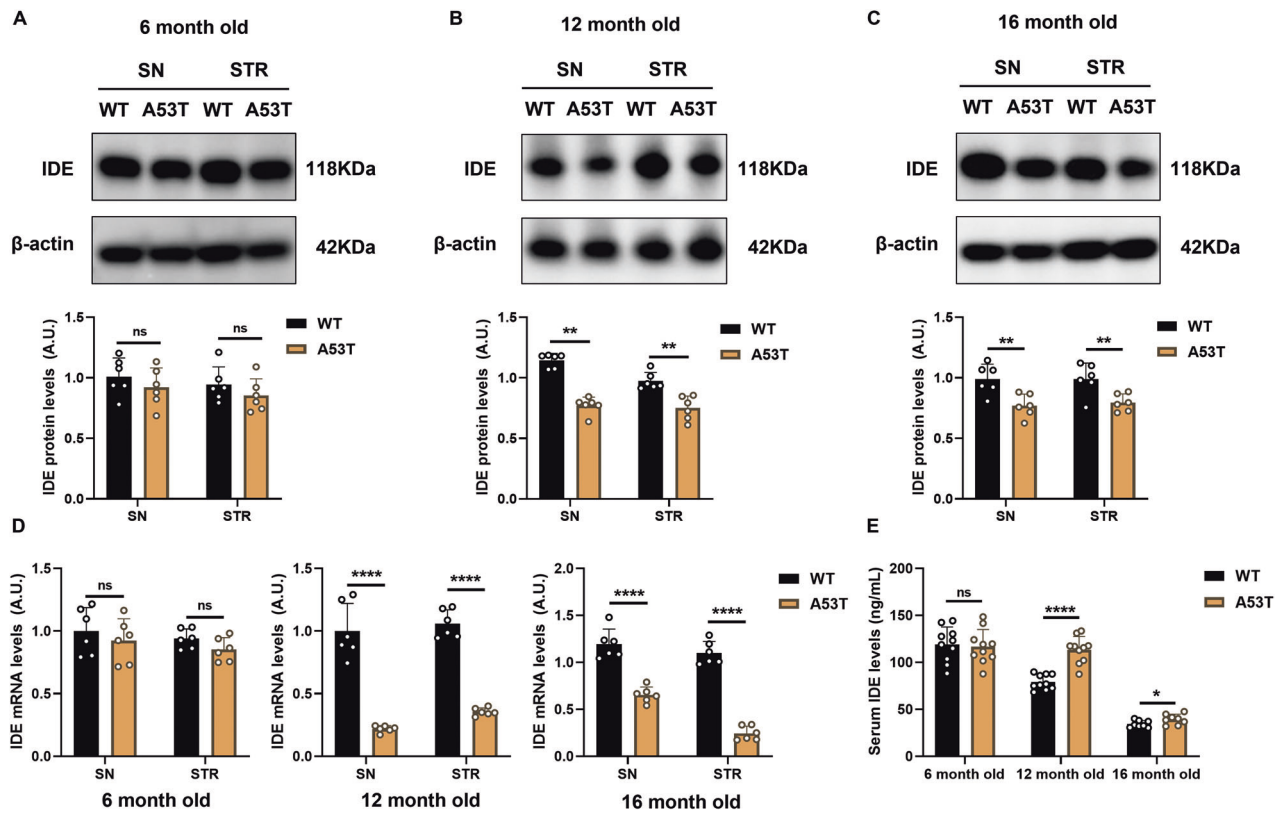 A
6 month old
SN STR
WT A53T WT A53T
IDE 118KDa
β-actin 42KDa
IDE protein levels (A.U.)
1.5
1.0
0.5
0.0
ns ns
SN STR
WT
A53T
B
12 month old
SN STR
WT A53T WT A53T
IDE 118KDa
β-actin 42KDa
IDE protein levels (A.U.)
1.5
1.0
0.5
0.0
** **
SN STR
WT
A53T
C
16 month old
SN STR
WT A53T WT A53T
IDE 118KDa
β-actin 42KDa
IDE protein levels (A.U.)
1.5
1.0
0.5
0.0
** **
SN STR
WT
A53T
D
IDE mRNA levels (A.U.)
1.5
1.0
0.5
0.0
ns ns
SN STR
6 month old
IDE mRNA levels (A.U.)
1.5
1.0
0.5
0.0
**** ****
SN STR
12 month old
IDE mRNA levels (A.U.)
2.0
1.5
1.0
0.5
0.0
**** ****
SN STR
16 month old
WT
A53T
E
Serum IDE levels (ng/mL)
200
150
100
50
0
ns **** *
6 month old 12 month old 16 month old
WT
A53T